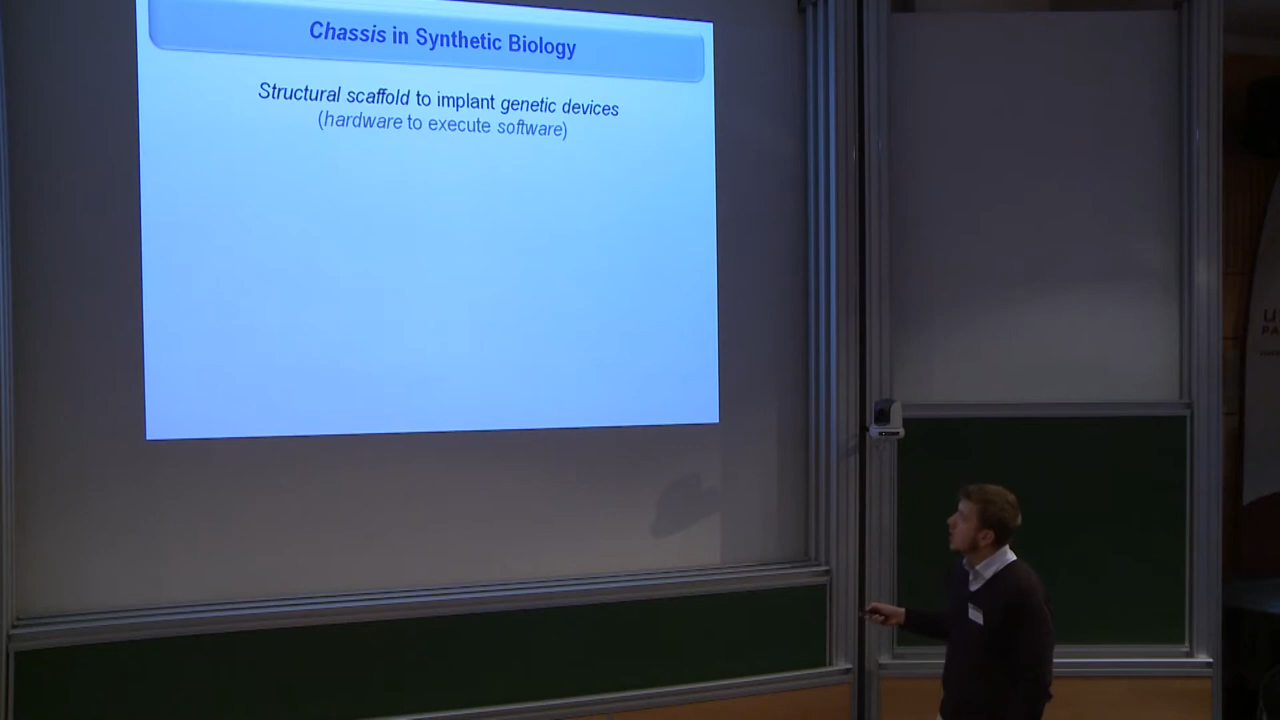 Chassis in Synthetic Biology
Structural scaffold to implant genetic devices
(hardware to execute software)